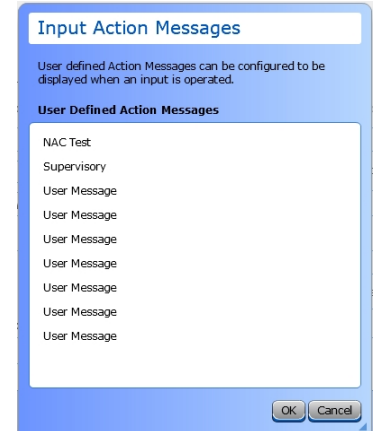 Input Action Messages
User defined Action Messages can be configured to be
displayed when an input is operated.
User Defined Action Messages
NAC Test
Supervisory
User Message
User Message
User Message
User Message
User Message
User Message
User Message
OK Cancel